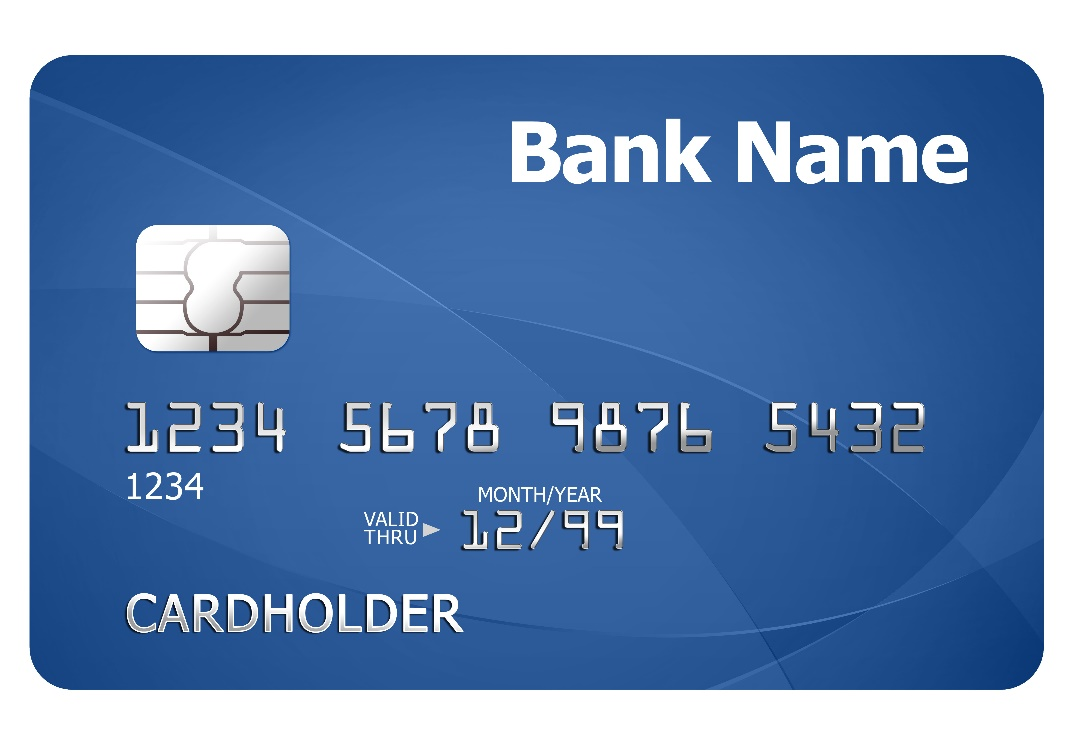 Bank Name
1234 5678 9876 5432
1234
MONTH/YEAR
VALID
THRU
12/99
CARDHOLDER